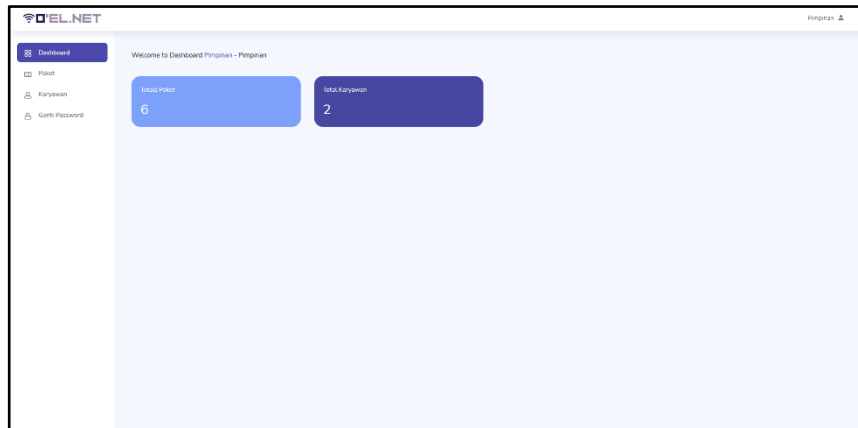 O'EL.NET
Pimpinan
Dashboard
Paket
Karyawan
Ganti Password
Welcome to Dashboard Pimpinan - Pimpinan
Totals Paket
6
Total Karyawan
2